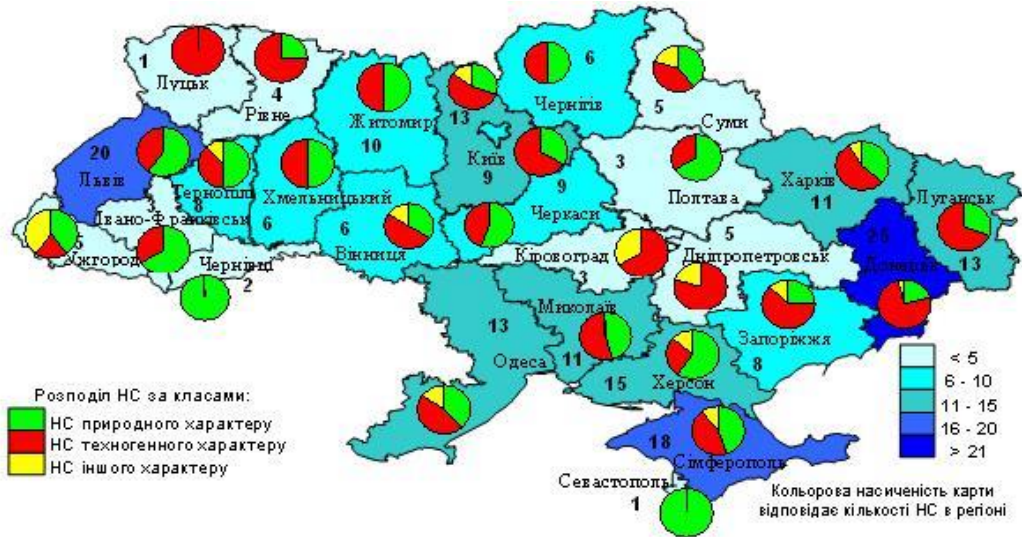 1
Луцьк
4
Рівне
Житомир
10
13
Київ
9
6
Чернігів
5
Суми
20
Львів
Тернопіль
8
Хмельницький
6
6
Вінниця
9
Черкаси
3
Полтава
Харків
11
Луганськ
13
3
Івано-Франківськ
5
Ужгород
Чернівці
2
Кіровоград
3
5
Дніпропетровськ
25
Донецьк
13
Одеса
Миколаїв
11
15
Херсон
Запоріжжя
8
18
Сімферополь
Севастополь
1
Розподіл НС за класами:
НС природного характеру
НС техногенного характеру
НС іншого характеру
< 5
6 - 10
11 - 15
16 - 20
> 21
Кольорова насиченість карти
відповідає кількості НС в регіоні